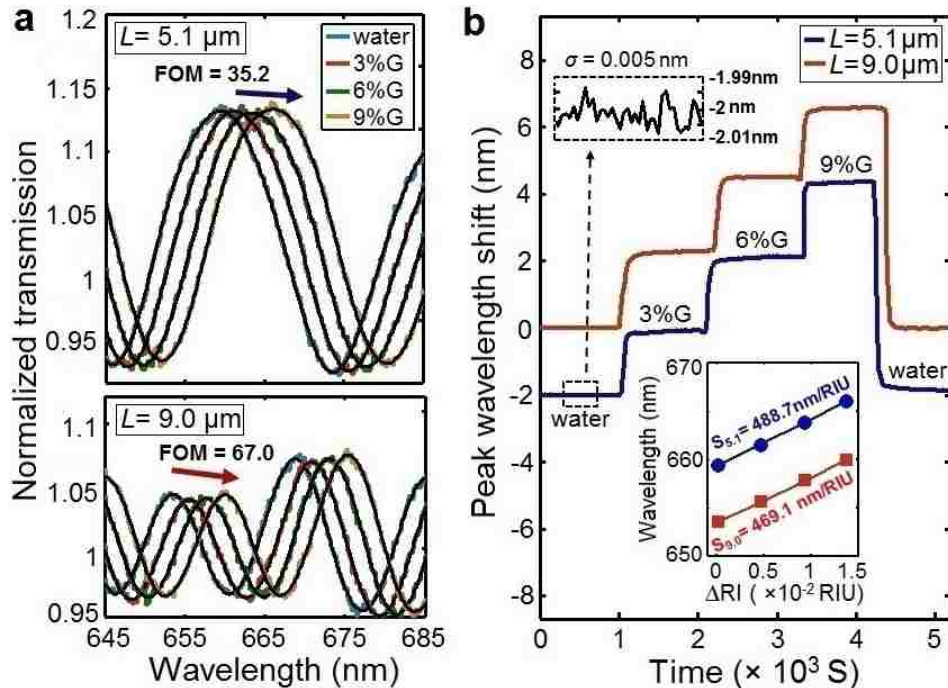 a
L= 5.1 μm
FOM = 35.2
water
3%G
6%G
9%G
1.2
1.15
1.1
1.05
1
0.95
L= 9.0 μm
FOM = 67.0
1.1
1.05
1
0.95
645
655
665
675
685
Normalized transmission
Wavelength (nm)
b
L=5.1μm
L=9.0μm
σ = 0.005 nm
-1.99nm
-2 nm
-2.01nm
8
6
4
2
0
-2
-4
-6
-8
Peak wavelength shift (nm)
9%G
6%G
3%G
water
water
670
660
650
Wavelength (nm)
S5.1= 488.7nm/RIU
S9.0= 469.1 nm/RIU
0
0.5
1.0
1.5
ΔRI ( ×10-2 RIU)
0
1
2
3
4
5
Time (× 10³ S)